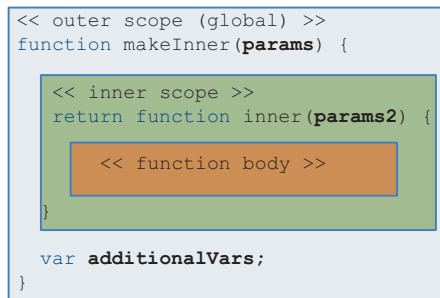 << outer scope (global) >>
function makeInner(params) {
<< inner scope >>
return function inner(params2) {
<< function body >>
}
var additionalVars;
}